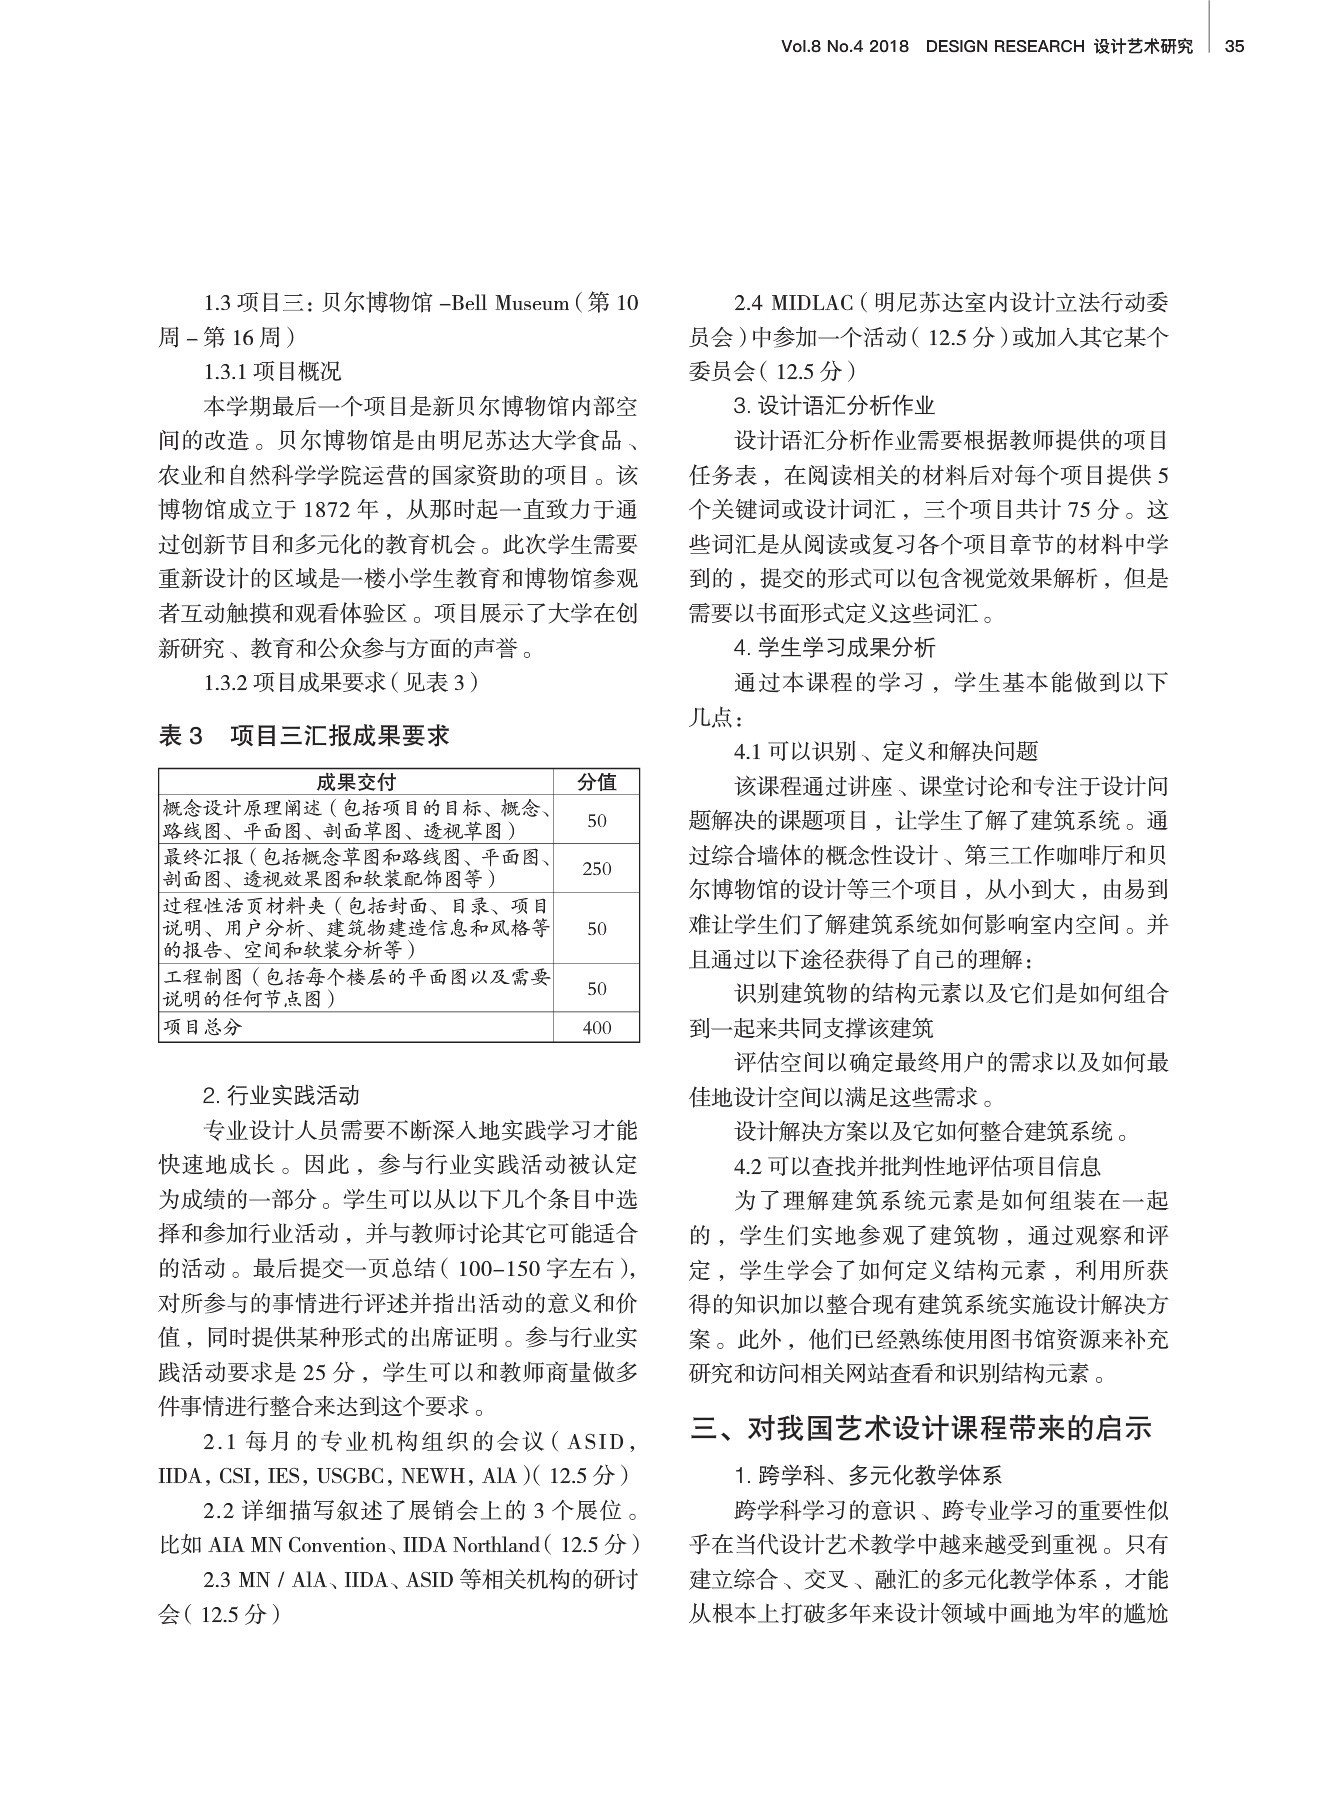 Vol.8 No.4 2018 DESIGN RESEARCH 设计艺术研究 35
1.3 项目三：贝尔博物馆 –Bell Museum（第 10
周 – 第 16 周）
1.3.1 项目概况
本学期最后一个项目是新贝尔博物馆内部空
间的改造。贝尔博物馆是由明尼苏达大学食品、
农业和自然科学学院运营的国家资助的项目。该
博物馆成立于 1872 年，从那时起一直致力于通
过创新节目和多元化的教育机会。此次学生需要
重新设计的区域是一楼小学生教育和博物馆参观
者互动触摸和观看体验区。项目展示了大学在创
新研究、教育和公众参与方面的声誉。
1.3.2 项目成果要求（见表 3）
表 3 项目三汇报成果要求
成果交付 分值
概念设计原理阐述（包括项目的目标、概念、
路线图、平面图、剖面草图、透视草图） 50
最终汇报（包括概念草图和路线图、平面图、
剖面图、透视效果图和软装配饰图等） 250
过程性活页材料夹（包括封面、目录、项目
说明、用户分析、建筑物建造信息和风格等 50
的报告、空间和软装分析等）
工程制图（包括每个楼层的平面图以及需要
说明的任何节点图） 50
项目总分 400
2. 行业实践活动
专业设计人员需要不断深入地实践学习才能
快速地成长。因此，参与行业实践活动被认定
为成绩的一部分。学生可以从以下几个条目中选
择和参加行业活动，并与教师讨论其它可能适合
的活动。最后提交一页总结（100–150 字左右），
对所参与的事情进行评述并指出活动的意义和价
值，同时提供某种形式的出席证明。参与行业实
践活动要求是 25 分，学生可以和教师商量做多
件事情进行整合来达到这个要求。
2.1 每月的专业机构组织的会议（ASID，
IIDA，CSI，IES，USGBC，NEWH，AlA）（12.5 分）
2.2 详细描写叙述了展销会上的 3 个展位。
比如 AIA MN Convention、IIDA Northland（12.5 分）
2.3 MN / AlA、IIDA、ASID 等相关机构的研讨
会（12.5 分）
2.4 MIDLAC（明尼苏达室内设计立法行动委
员会）中参加一个活动（12.5 分）或加入其它某个
委员会（12.5 分）
3. 设计语汇分析作业
设计语汇分析作业需要根据教师提供的项目
任务表，在阅读相关的材料后对每个项目提供 5
个关键词或设计词汇，三个项目共计 75 分。这
些词汇是从阅读或复习各个项目章节的材料中学
到的，提交的形式可以包含视觉效果解析，但是
需要以书面形式定义这些词汇。
4. 学生学习成果分析
通过本课程的学习，学生基本能做到以下
几点：
4.1 可以识别、定义和解决问题
该课程通过讲座、课堂讨论和专注于设计问
题解决的课题项目，让学生了解了建筑系统。通
过综合墙体的概念性设计、第三工作咖啡厅和贝
尔博物馆的设计等三个项目，从小到大，由易到
难让学生们了解建筑系统如何影响室内空间。并
且通过以下途径获得了自己的理解：
识别建筑物的结构元素以及它们是如何组合
到一起来共同支撑该建筑
评估空间以确定最终用户的需求以及如何最
佳地设计空间以满足这些需求。
设计解决方案以及它如何整合建筑系统。
4.2 可以查找并批判性地评估项目信息
为了理解建筑系统元素是如何组装在一起
的，学生们实地参观了建筑物，通过观察和评
定，学生学会了如何定义结构元素，利用所获
得的知识加以整合现有建筑系统实施设计解决方
案。此外，他们已经熟练使用图书馆资源来补充
研究和访问相关网站查看和识别结构元素。
三、对我国艺术设计课程带来的启示
1. 跨学科、多元化教学体系
跨学科学习的意识、跨专业学习的重要性似
乎在当代设计艺术教学中越来越受到重视。只有
建立综合、交叉、融汇的多元化教学体系，才能
从根本上打破多年来设计领域中画地为牢的尴尬